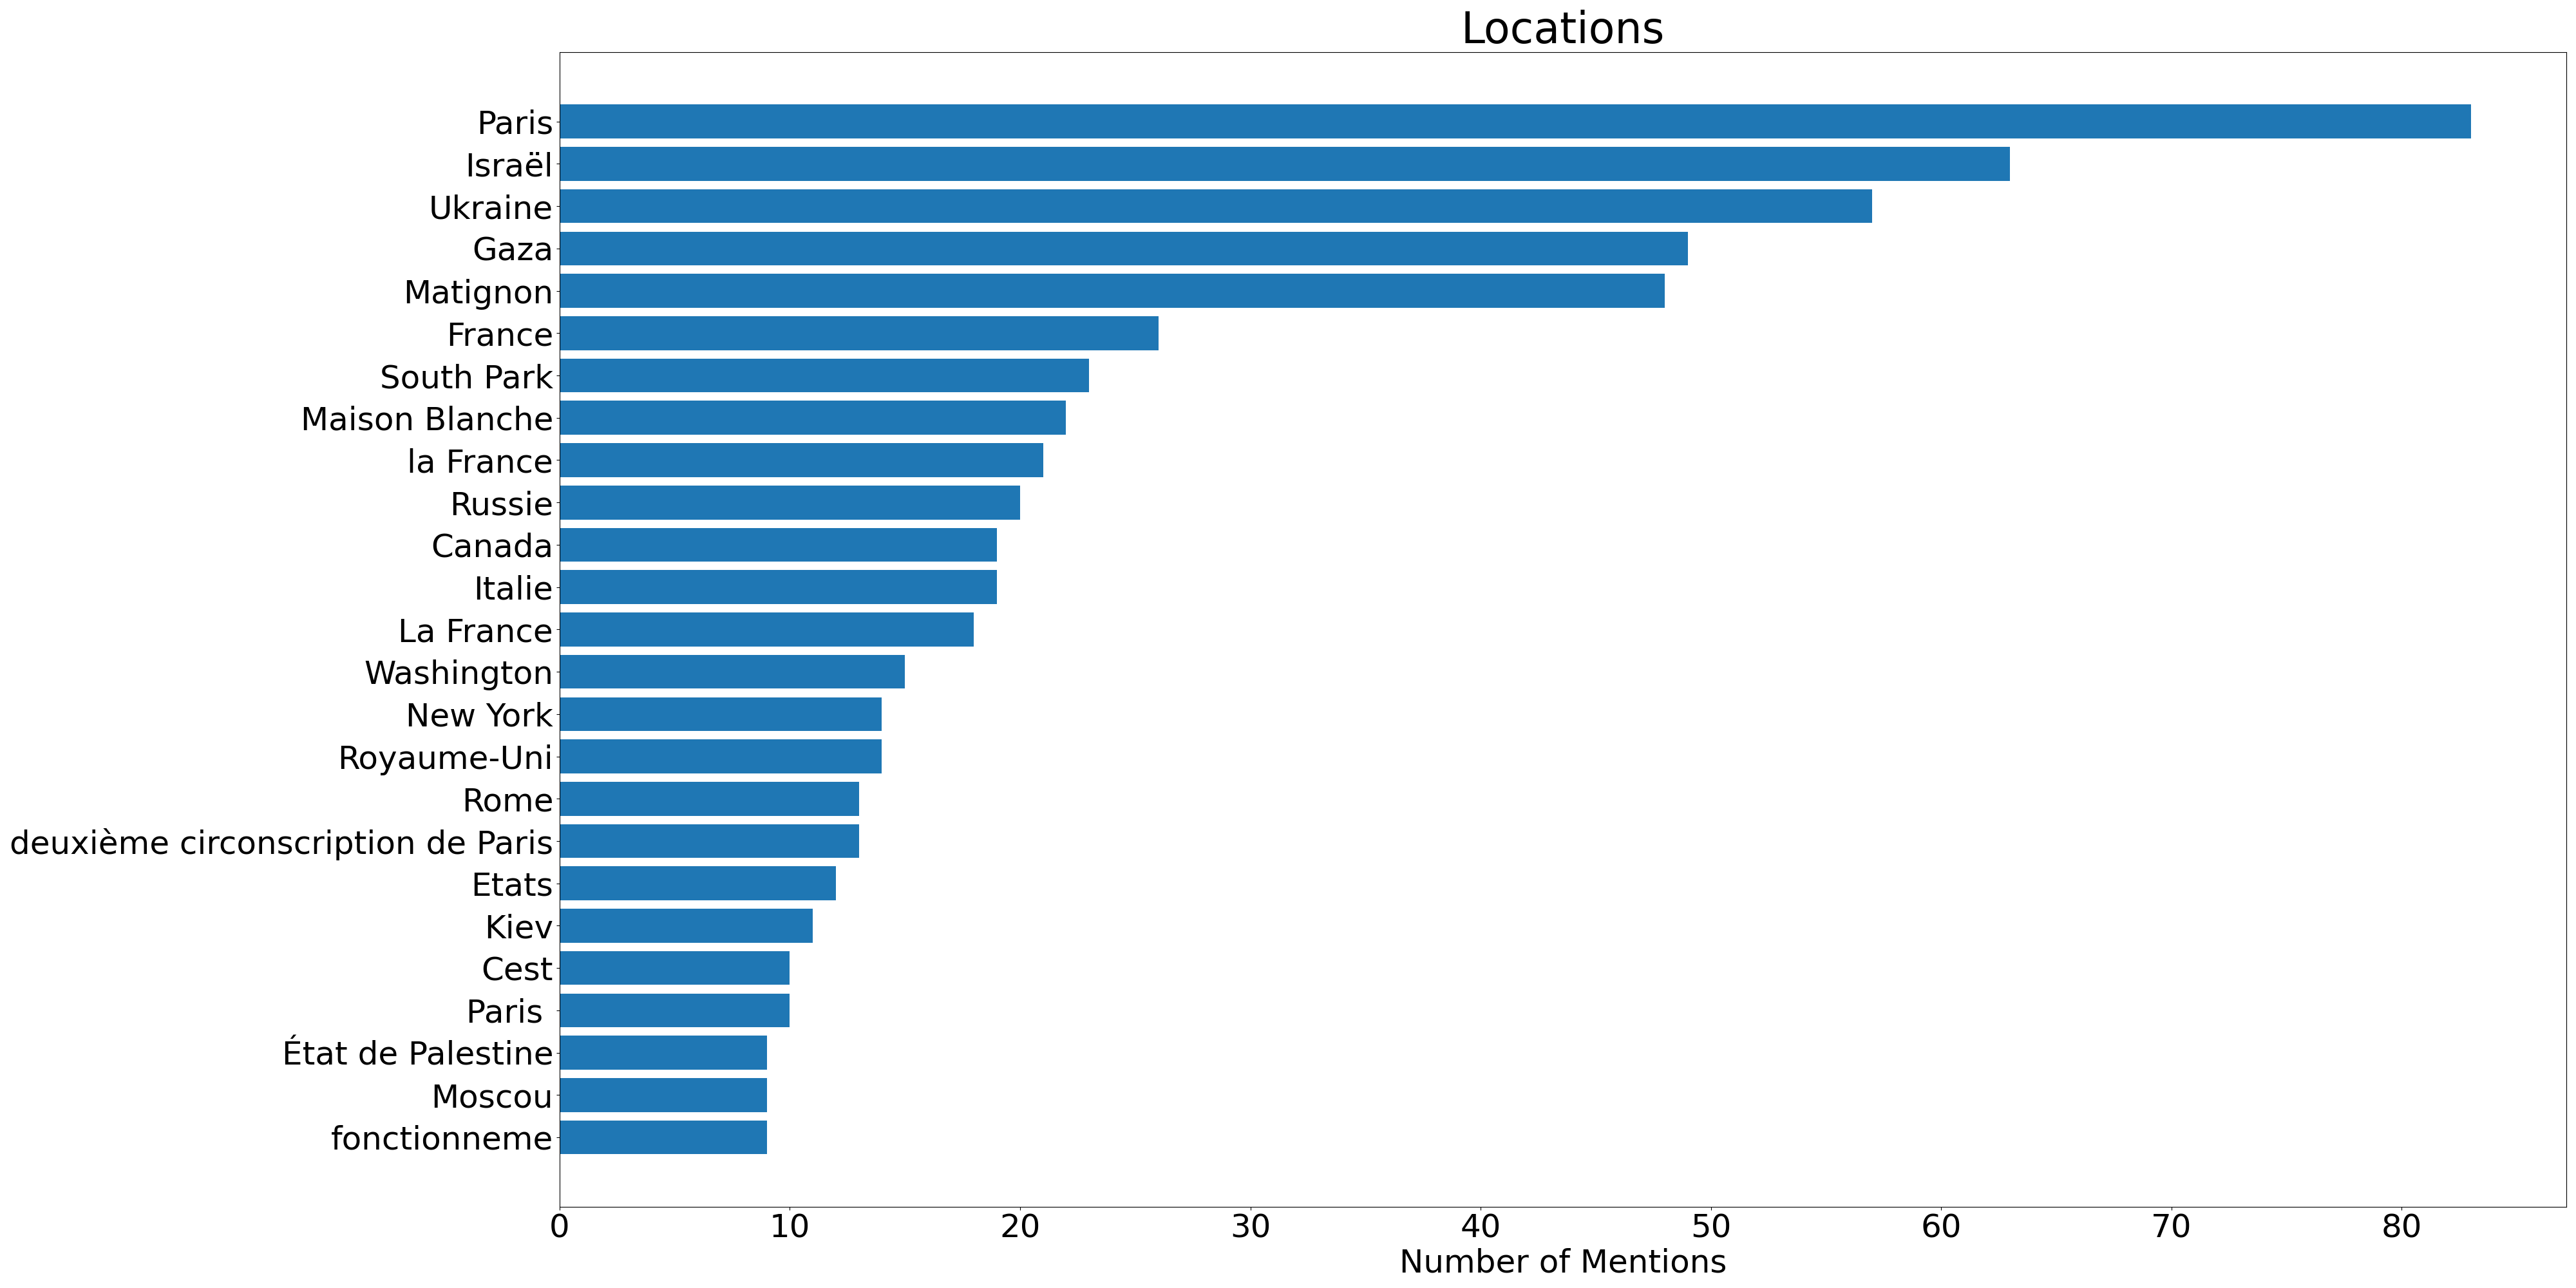 Locations
Paris
Israël
Ukraine
Gaza
Matignon
France
South Park
Maison Blanche
la France
Russie
Canada
Italie
La France
Washington
New York
Royaume-Uni
Rome
deuxième circonscription de Paris
Etats
Kiev
Cest
Paris
État de Palestine
Moscou
fonctionneme
0 10 20 30 40 50 60 70 80
Number of Mentions